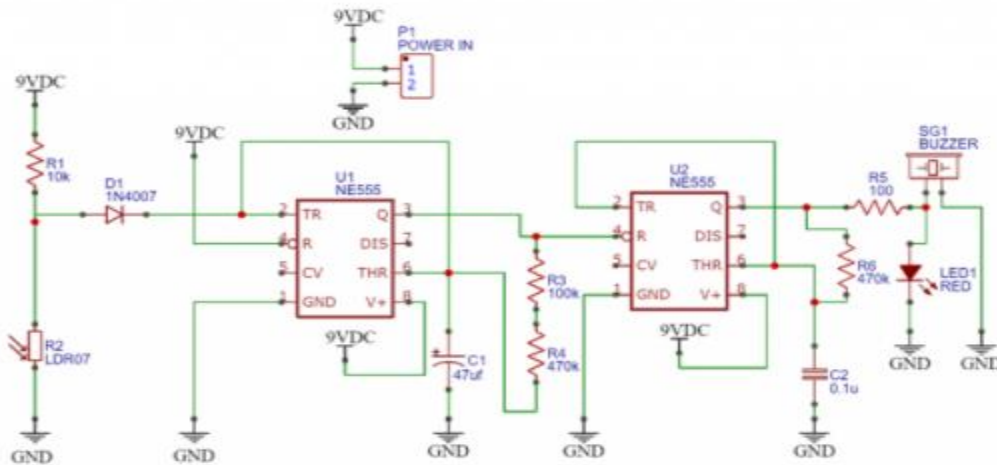 9VDC
P1
POWER IN
1
2
GND
9VDC
R1
10k
D1
1N4007
R2
LDR07
GND
9VDC
U1
NE555
2 TR Q 3
4 R DIS 7
5 CV THR 6
1 GND V+ 8
GND
9VDC
C1
47uf
GND
R3
100k
R4
470k
U2
NE555
2 TR Q 3
4 R DIS 7
5 CV THR 6
1 GND V+ 8
GND
9VDC
R5
100
R6
470k
C2
0.1u
GND
SG1
BUZZER
LED1
RED
GND
GND